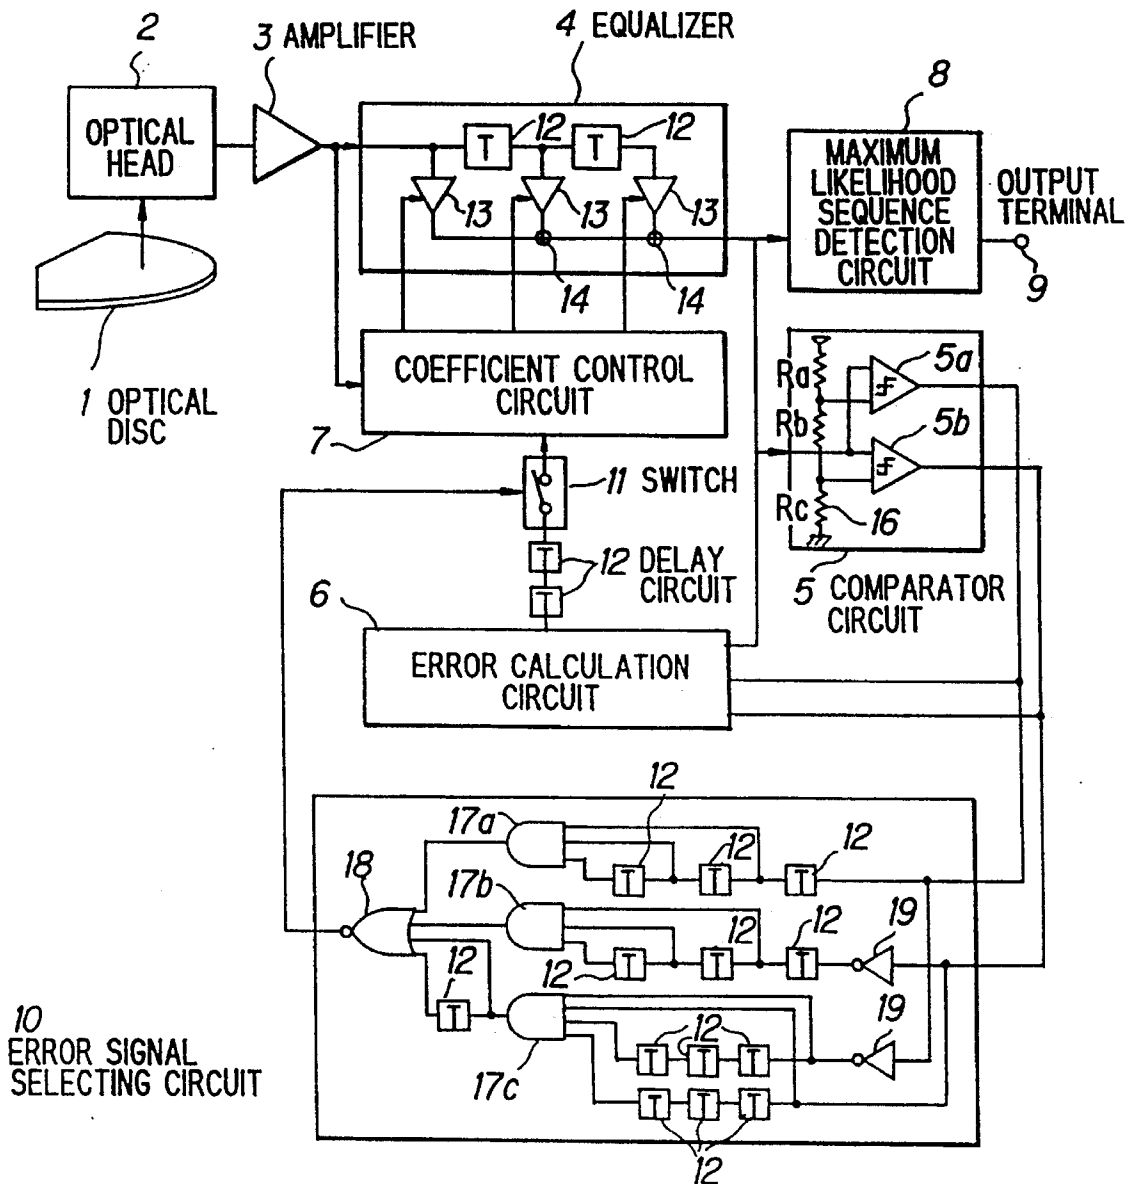 2
3 AMPLIFIER
4 EQUALIZER
8
OPTICAL
HEAD
12
12
T
T
13
13
13
14
14
MAXIMUM
LIKELIHOOD
SEQUENCE
DETECTION
CIRCUIT
OUTPUT
TERMINAL
9
1 OPTICAL
DISC
COEFFICIENT CONTROL
CIRCUIT
7
Ra
Rb
Rc
5a
5b
16
5 COMPARATOR
CIRCUIT
11 SWITCH
T
T
12 DELAY
CIRCUIT
6
ERROR CALCULATION
CIRCUIT
17a
12
12
12
T
T
T
18
17b
12
12
12
19
T
T
T
12
T
17c
12
19
T
T
T
T
T
T
12
10
ERROR SIGNAL
SELECTING CIRCUIT